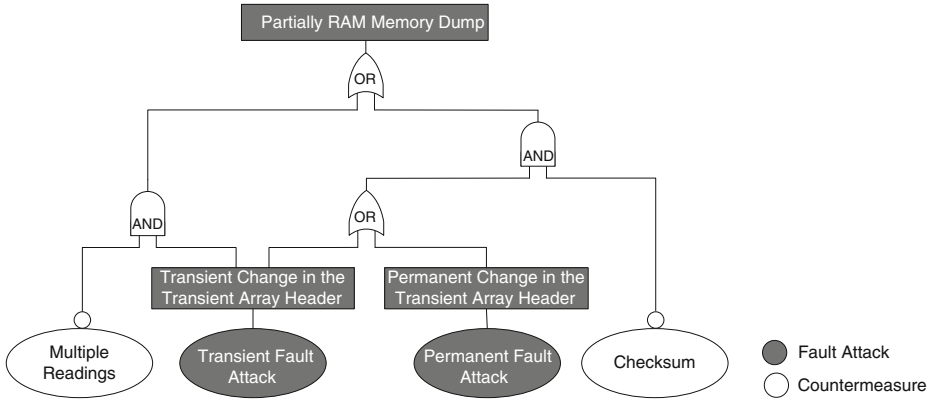 Partially RAM Memory Dump
OR
AND
AND
OR
Transient Change in the
Transient Array Header
Permanent Change in the
Transient Array Header
Multiple
Readings
Transient Fault
Attack
Permanent Fault
Attack
Checksum
Fault Attack
Countermeasure